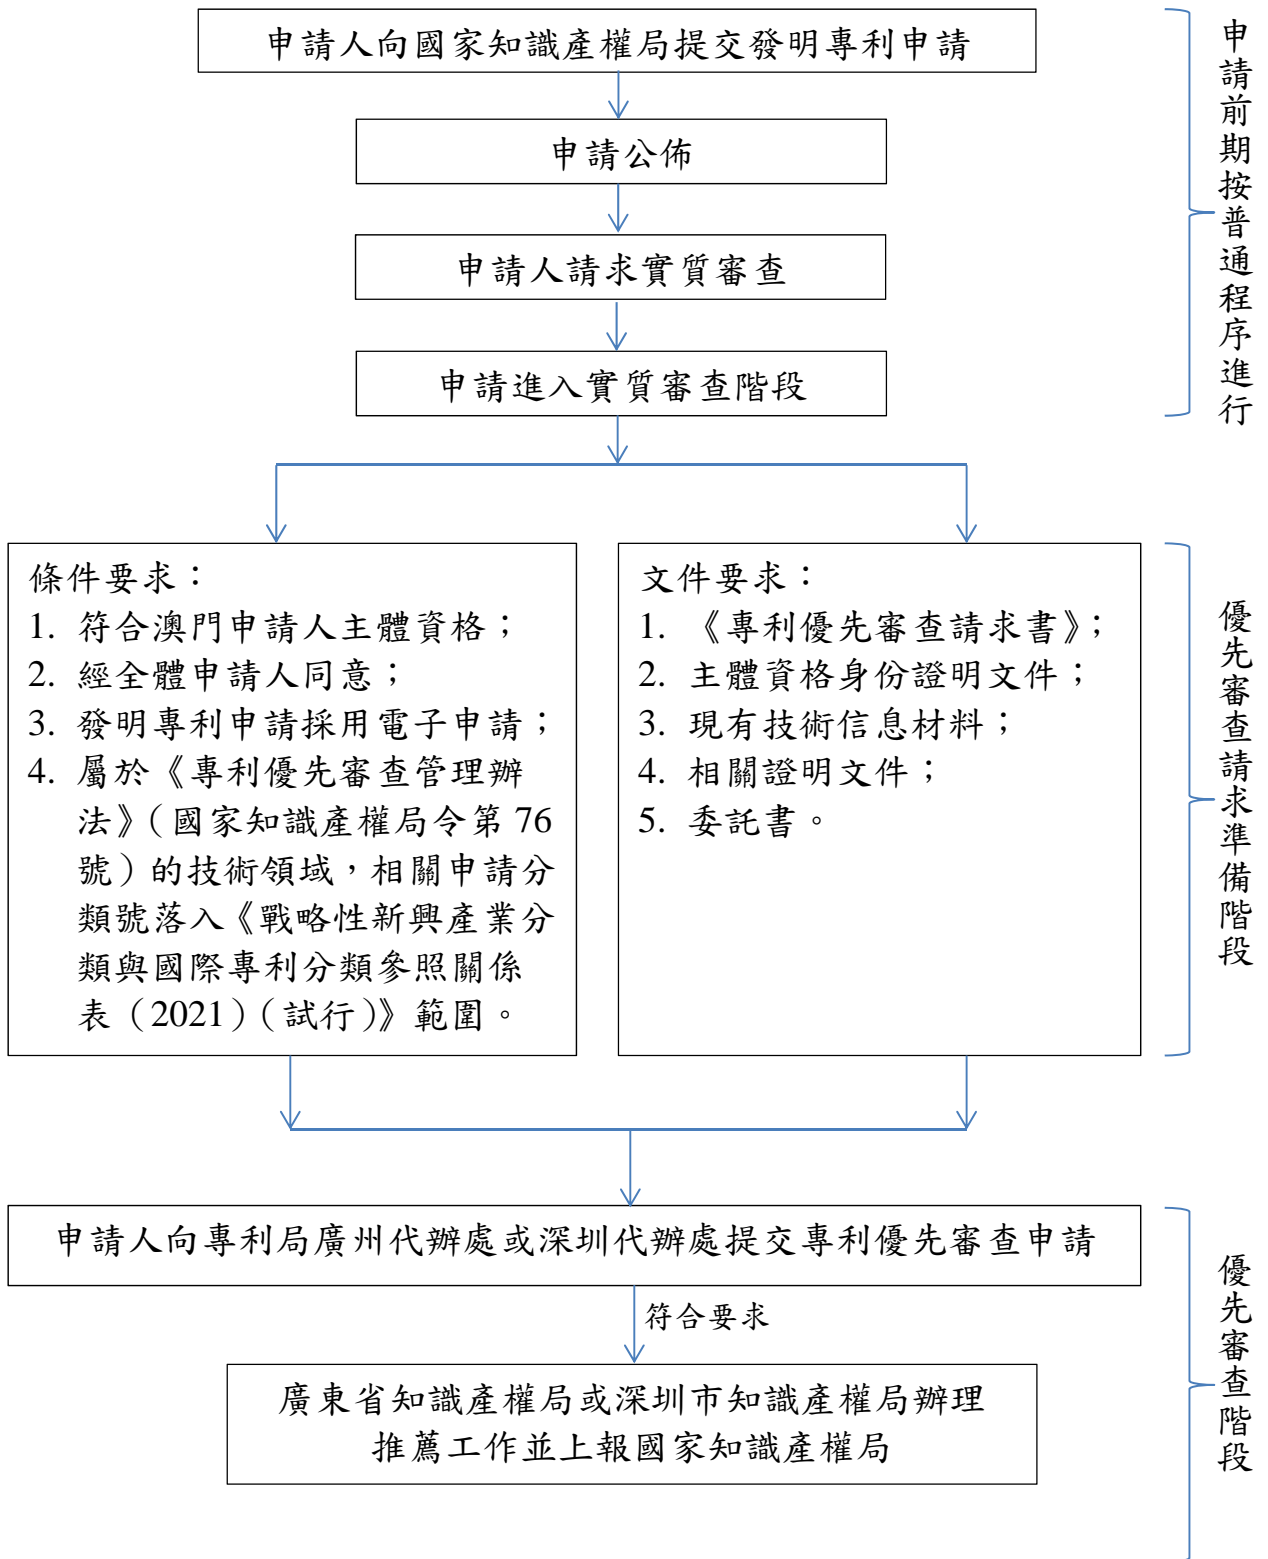 申請人向國家知識產權局提交發明專利申請
申請公佈
申請人請求實質審查
申請進入實質審查階段
申請前期按普通程序進行
條件要求：
1. 符合澳門申請人主體資格；
2. 經全體申請人同意；
3. 發明專利申請採用電子申請；
4. 屬於《專利優先審查管理辦
法》（國家知識產權局令第 76
號）的技術領域，相關申請分
類號落入《戰略性新興產業分
類與國際專利分類參照關係
表（2021）（試行）》範圍。
文件要求：
1. 《專利優先審查請求書》；
2. 主體資格身份證明文件；
3. 現有技術信息材料；
4. 相關證明文件；
5. 委託書。
優先審查請求準備階段
申請人向專利局廣州代辦處或深圳代辦處提交專利優先審查申請
符合要求
廣東省知識產權局或深圳市知識產權局辦理
推薦工作並上報國家知識產權局
優先審查階段